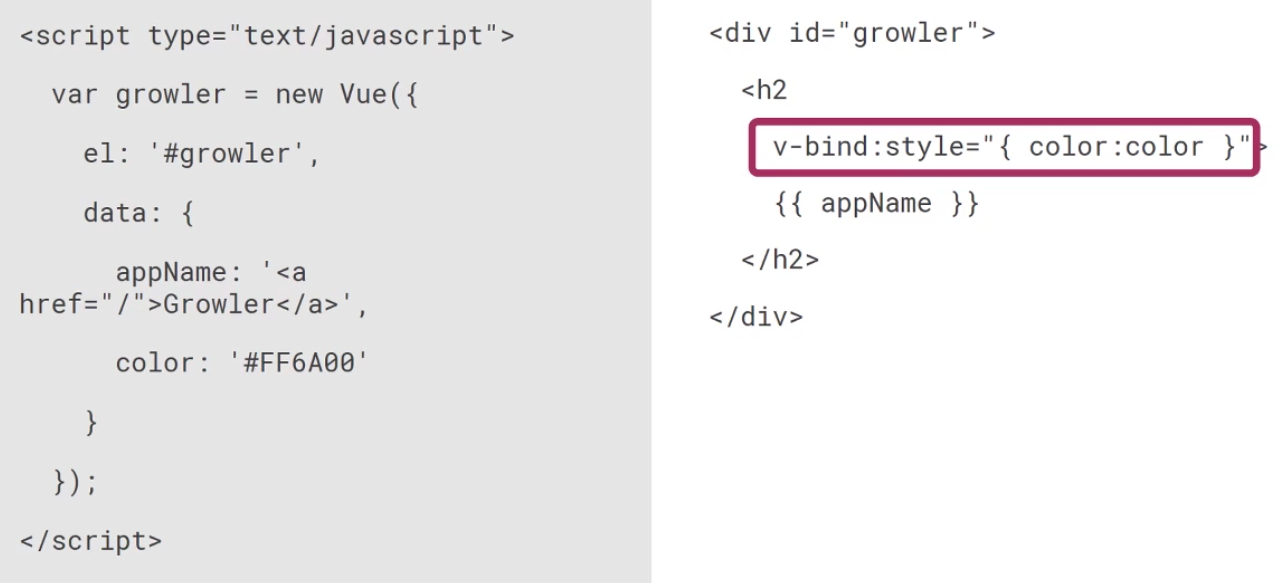 <script type="text/javascript">
var growler = new Vue({
el: '#growler',
data: {
appName: '<a
href="/">Growler</a>',
color: '#FF6A00'
}
});
</script>
<div id="growler">
<h2
v-bind:style="{ color:color }">
{{ appName }}
</h2>
</div>